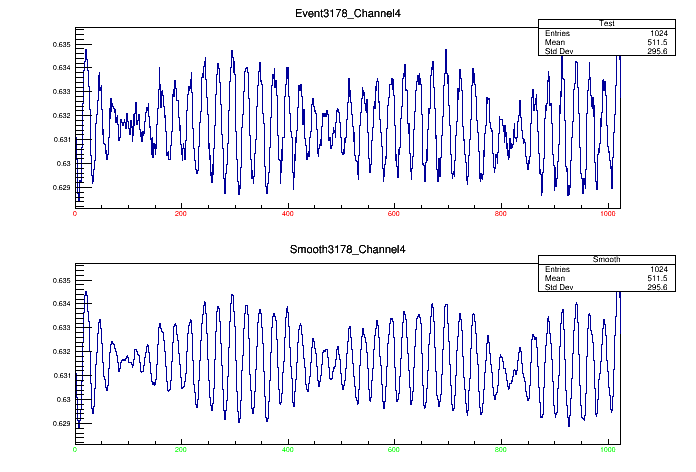 Event3178_Channel4
Test
Entries 1024
Mean 511.5
Std Dev 295.6
0.635
0.634
0.633
0.632
0.631
0.63
0.629
0 200 400 600 800 1000
Smooth3178_Channel4
Smooth
Entries 1024
Mean 511.5
Std Dev 295.6
0.635
0.634
0.633
0.632
0.631
0.63
0.629
0 200 400 600 800 1000